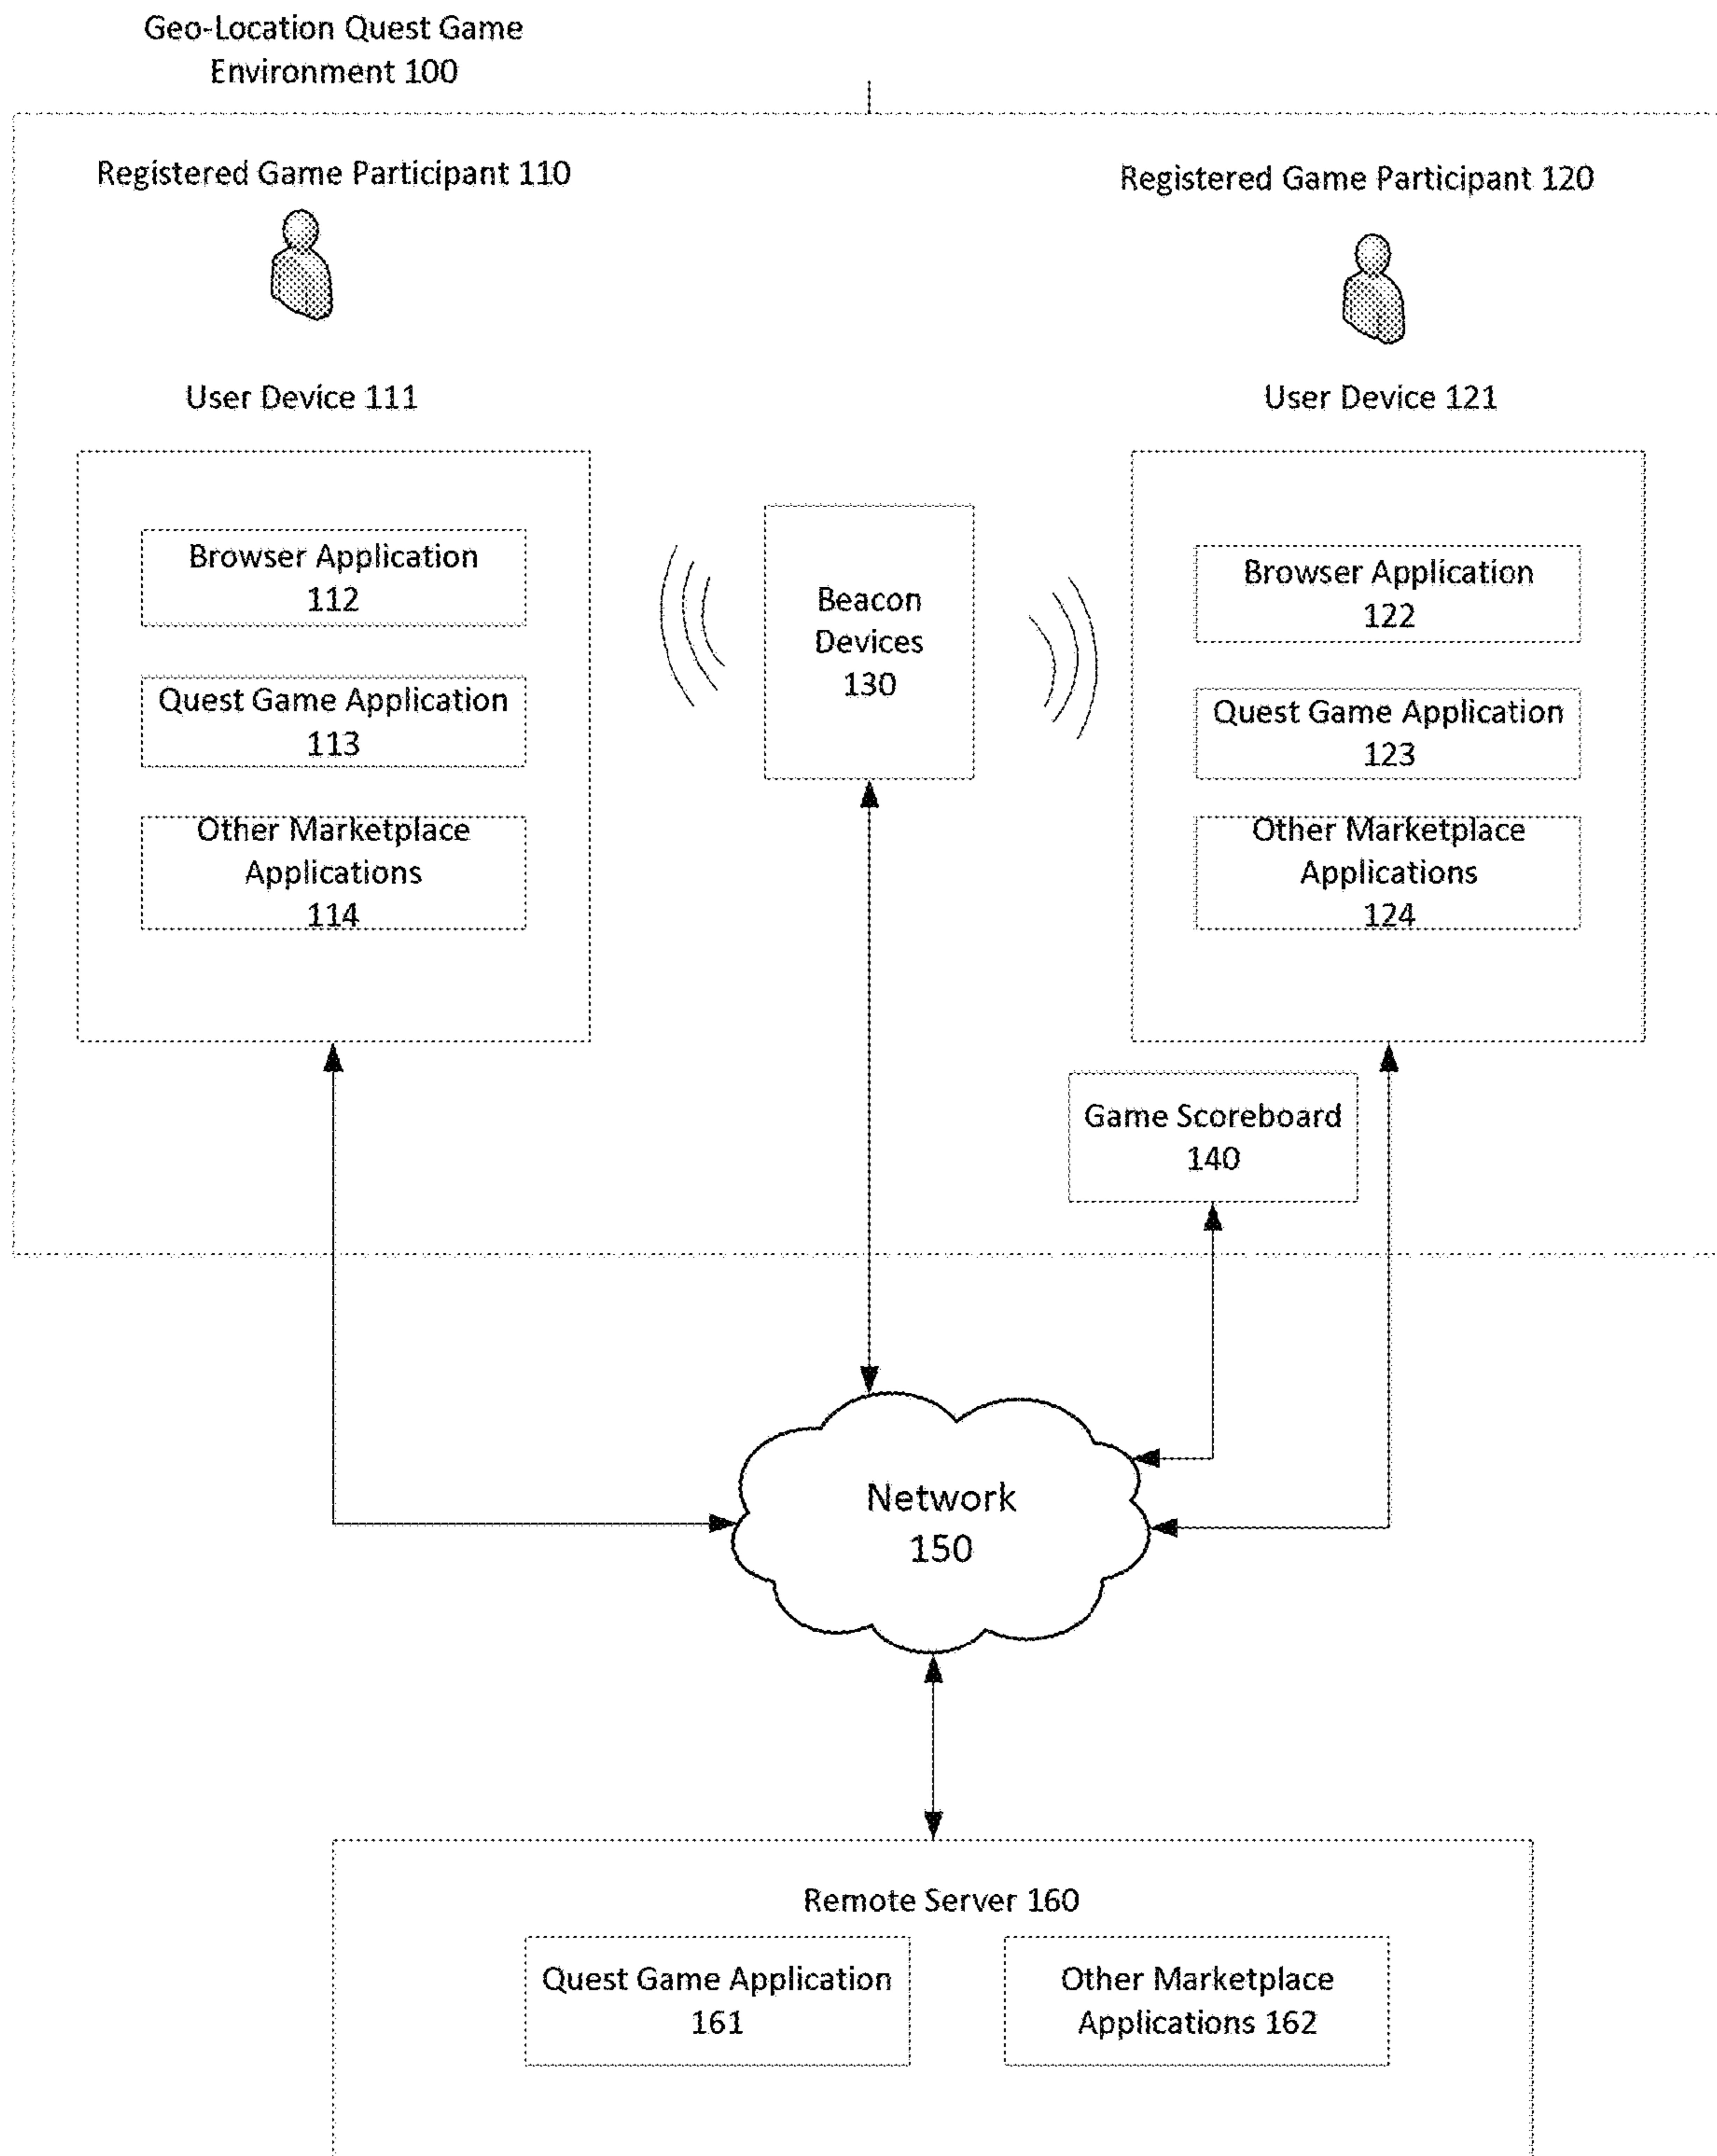 Geo-Location Quest Game
Environment 100
Registered Game Participant 110
Registered Game Participant 120
User Device 111
User Device 121
Browser Application
112
Quest Game Application
113
Other Marketplace
Applications
114
Beacon
Devices
130
Browser Application
122
Quest Game Application
123
Other Marketplace
Applications
124
Game Scoreboard
140
Network
150
Remote Server 160
Quest Game Application
161
Other Marketplace
Applications 162